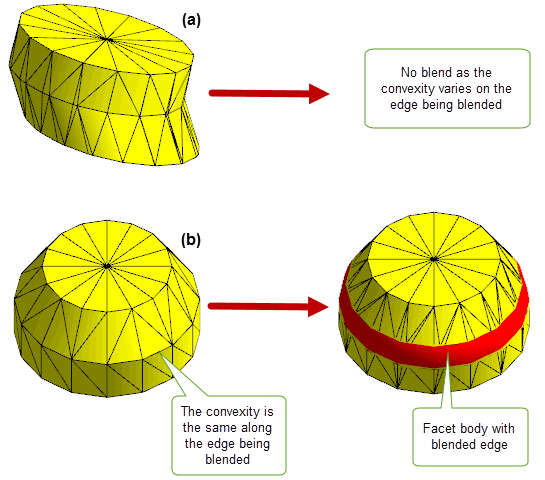 (a)
No blend as the
convexity varies on the
edge being blended
(b)
The convexity is
the same along
the edge being
blended
Facet body with
blended edge